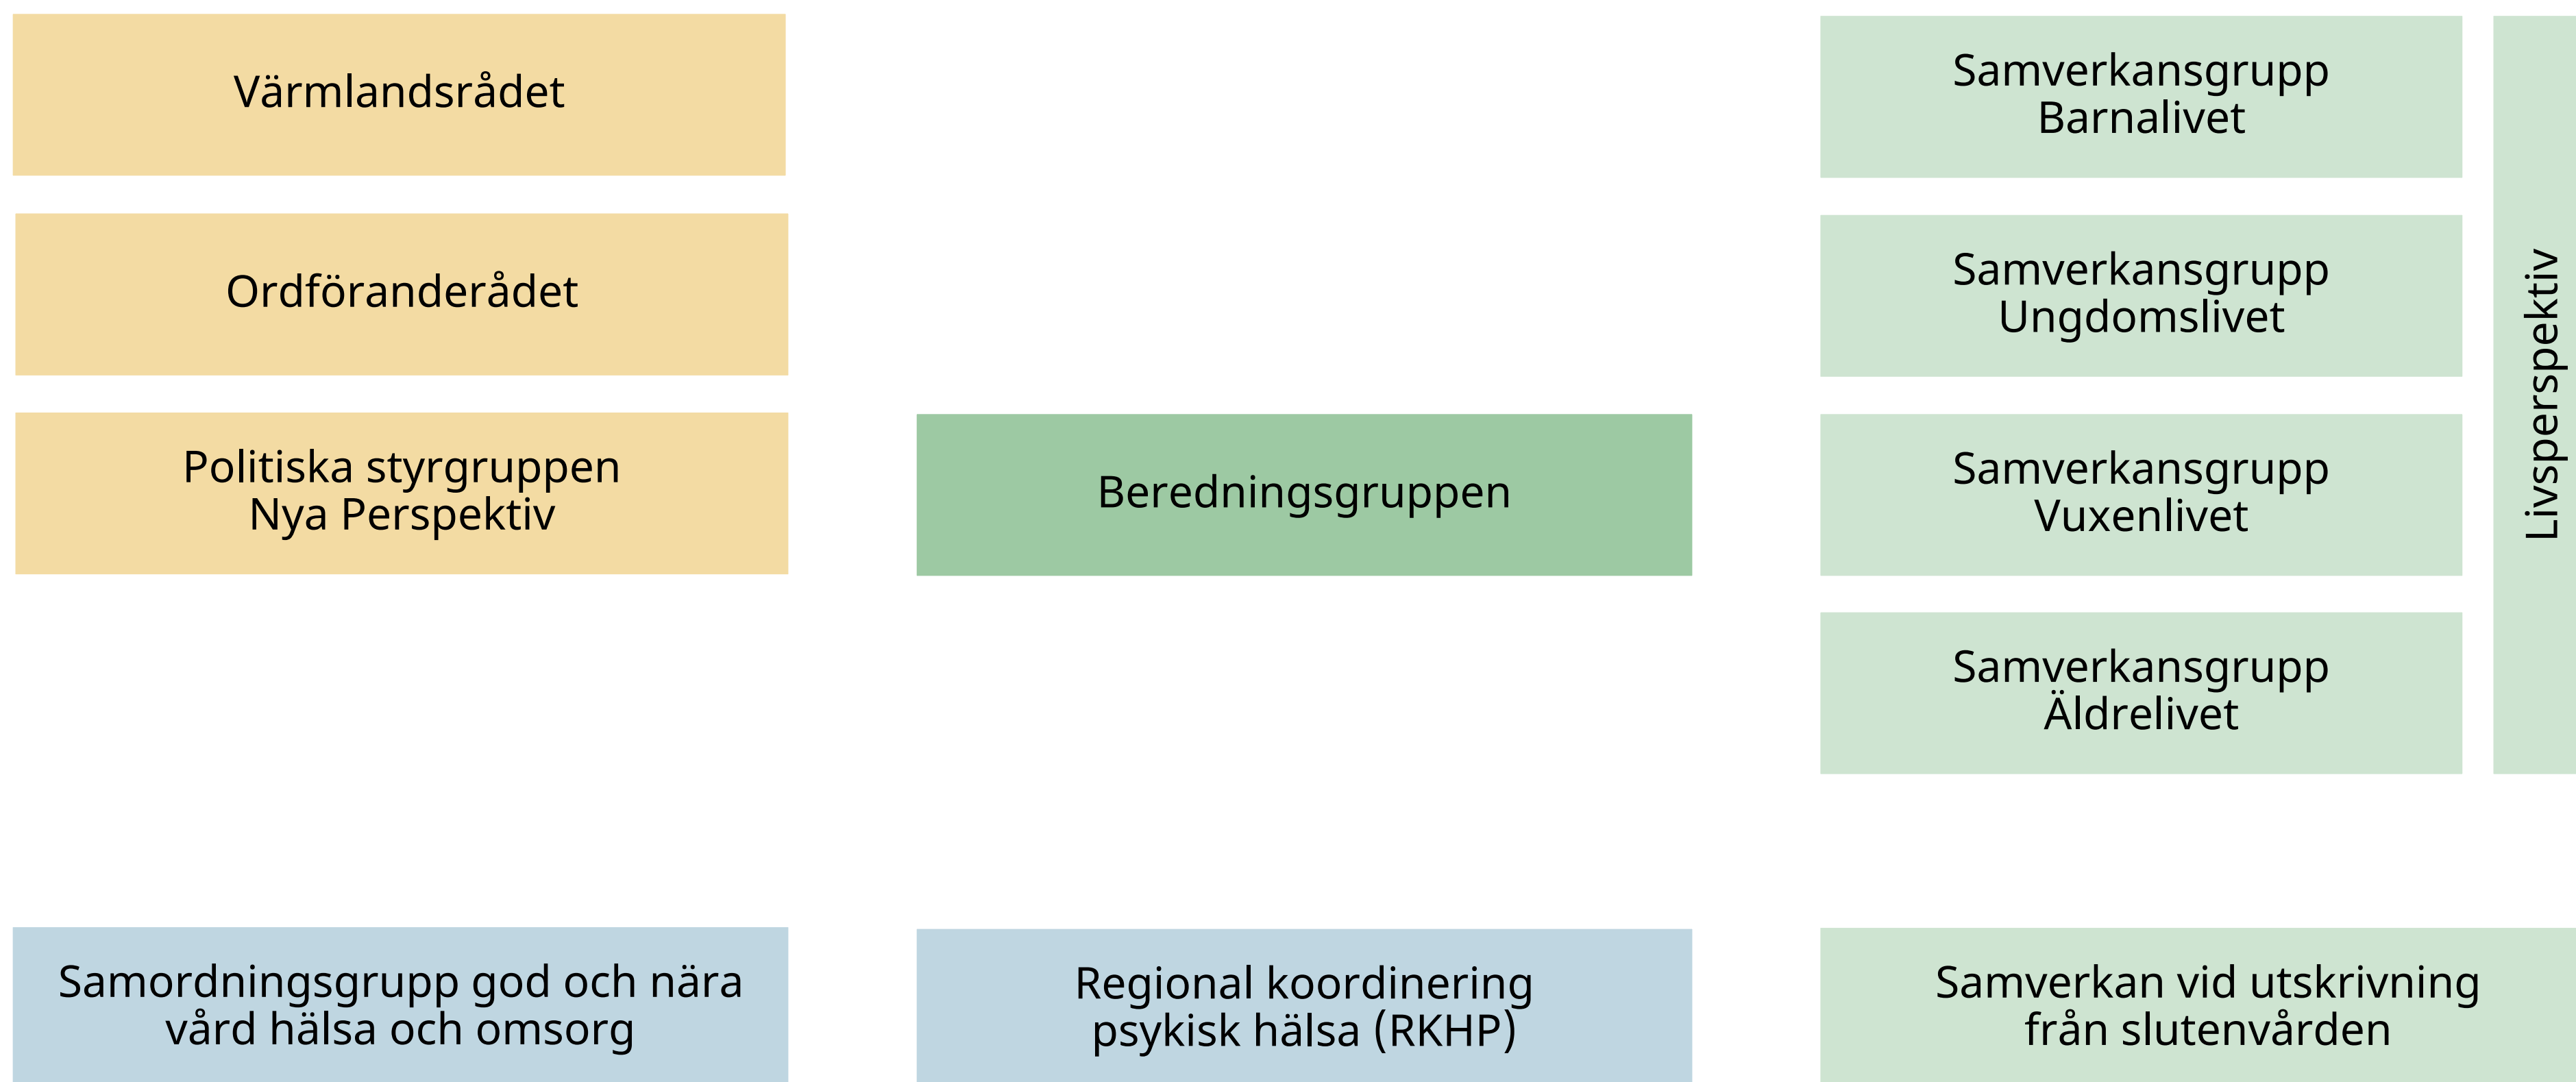 Värmlandsrådet
Ordföranderådet
Politiska styrgruppen
Nya Perspektiv
Beredningsgruppen
Samverkansgrupp
Barnalivet
Samverkansgrupp
Ungdomslivet
Samverkansgrupp
Vuxenlivet
Samverkansgrupp
Äldrelivet
Livsperspektiv
Samordningsgrupp god och nära
vård hälsa och omsorg
Regional koordinering
psykisk hälsa (RKHP)
Samverkan vid utskrivning
från slutenvården